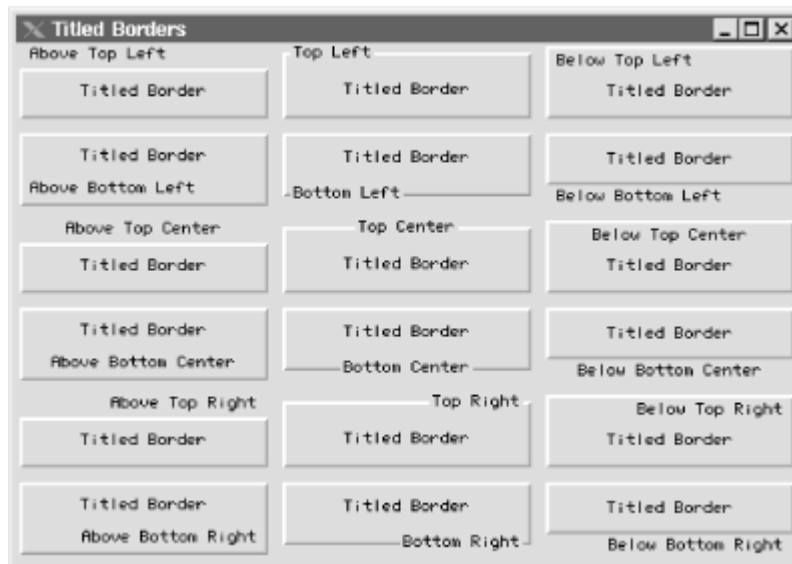 Titled Borders
Above Top Left Top Left Below Top Left
Titled Border Titled Border Titled Border
Titled Border Titled Border Titled Border
Above Bottom Left Bottom Left Below Bottom Left
Above Top Center Top Center Below Top Center
Titled Border Titled Border Titled Border
Titled Border Titled Border Titled Border
Above Bottom Center Bottom Center Below Bottom Center
Above Top Right Top Right Below Top Right
Titled Border Titled Border Titled Border
Titled Border Titled Border Titled Border
Above Bottom Right Bottom Right Below Bottom Right